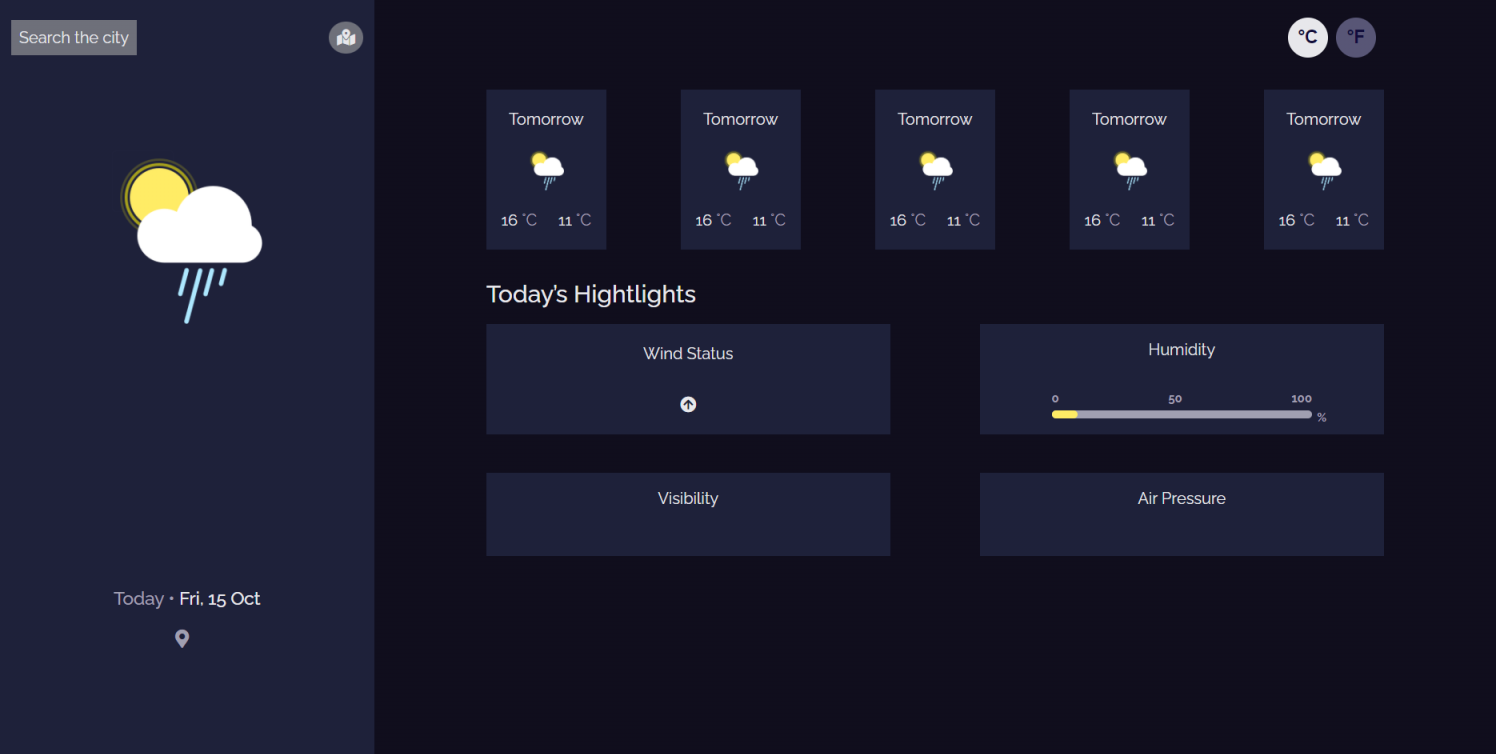 Search the city
°C °F
Tomorrow Tomorrow Tomorrow Tomorrow Tomorrow
16 °C 11 °C 16 °C 11 °C 16 °C 11 °C 16 °C 11 °C 16 °C 11 °C
Today's Hightlights
Wind Status
Humidity
0 50 100
%
Visibility
Air Pressure
Today • Fri, 15 Oct